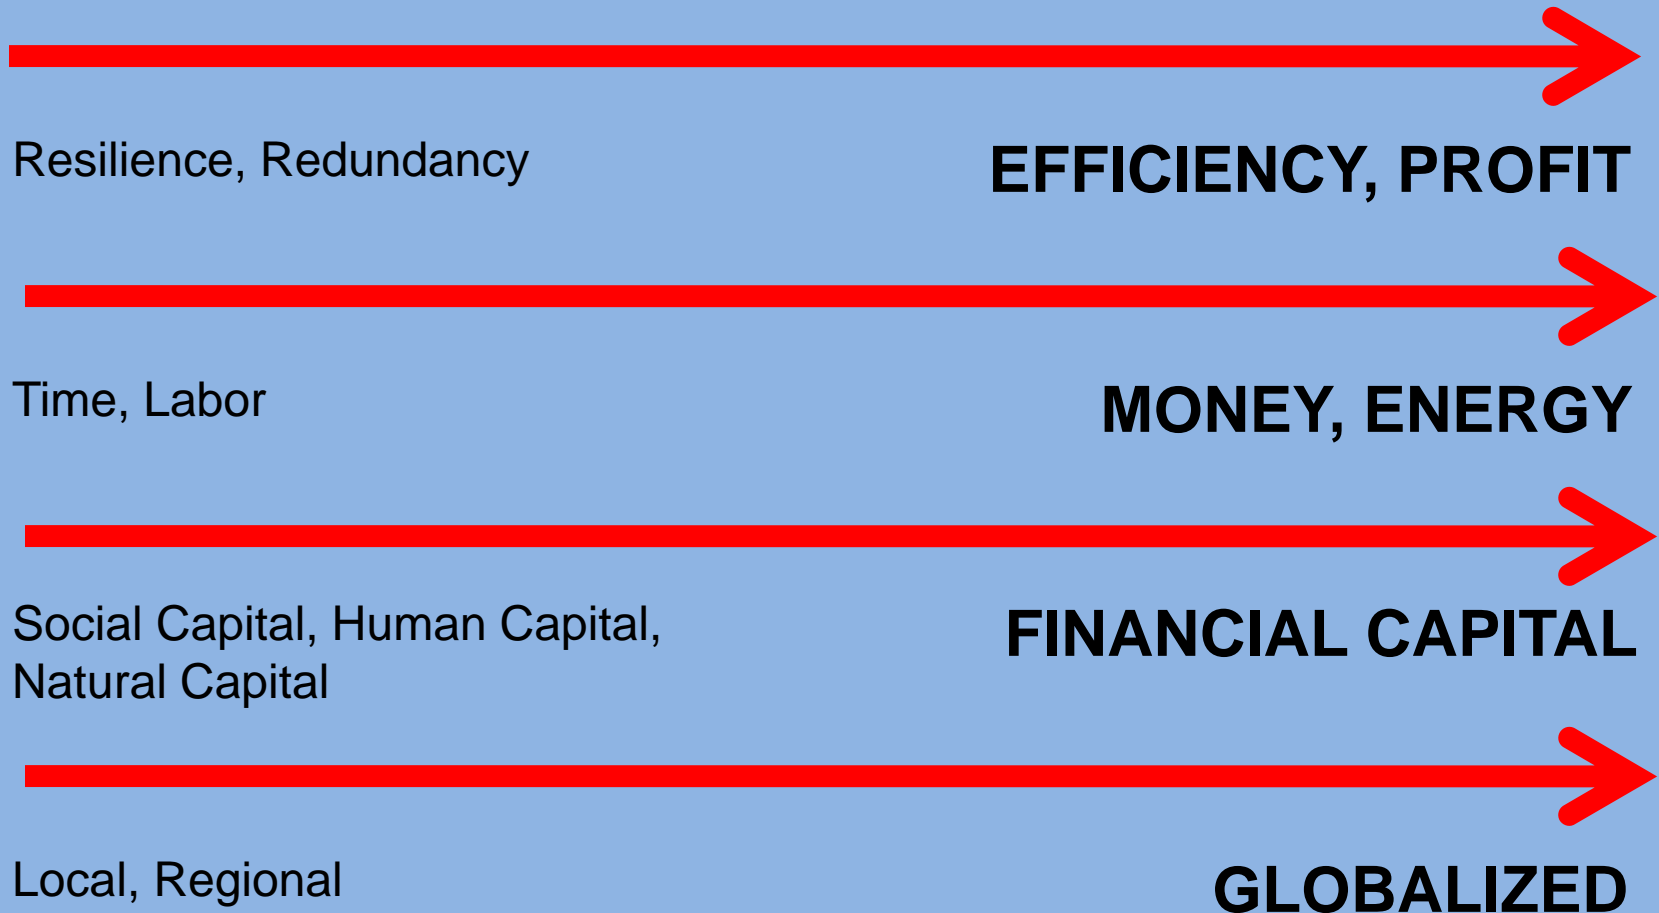 Resilience, Redundancy
EFFICIENCY, PROFIT
Time, Labor
MONEY, ENERGY
Social Capital, Human Capital,
Natural Capital
FINANCIAL CAPITAL
Local, Regional
GLOBALIZED